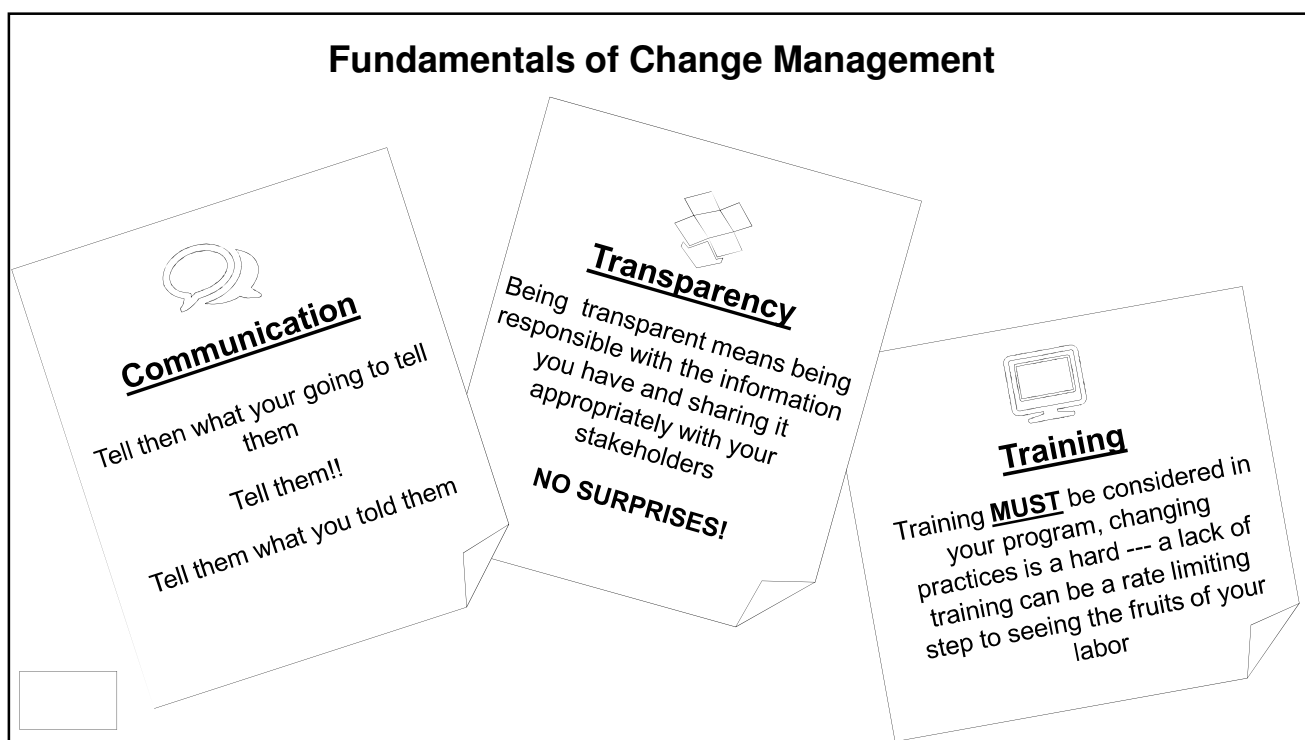 Fundamentals of Change Management
Communication
Tell then what your going to tell
them
Tell them!!
Tell them what you told them
Transparency
Being  transparent means being
responsible with the information
you have and sharing it
appropriately with your
stakeholders
NO SURPRISES!
Training
Training MUST be considered in
your program, changing
practices is a hard --- a lack of
training can be a rate limiting
step to seeing the fruits of your
labor